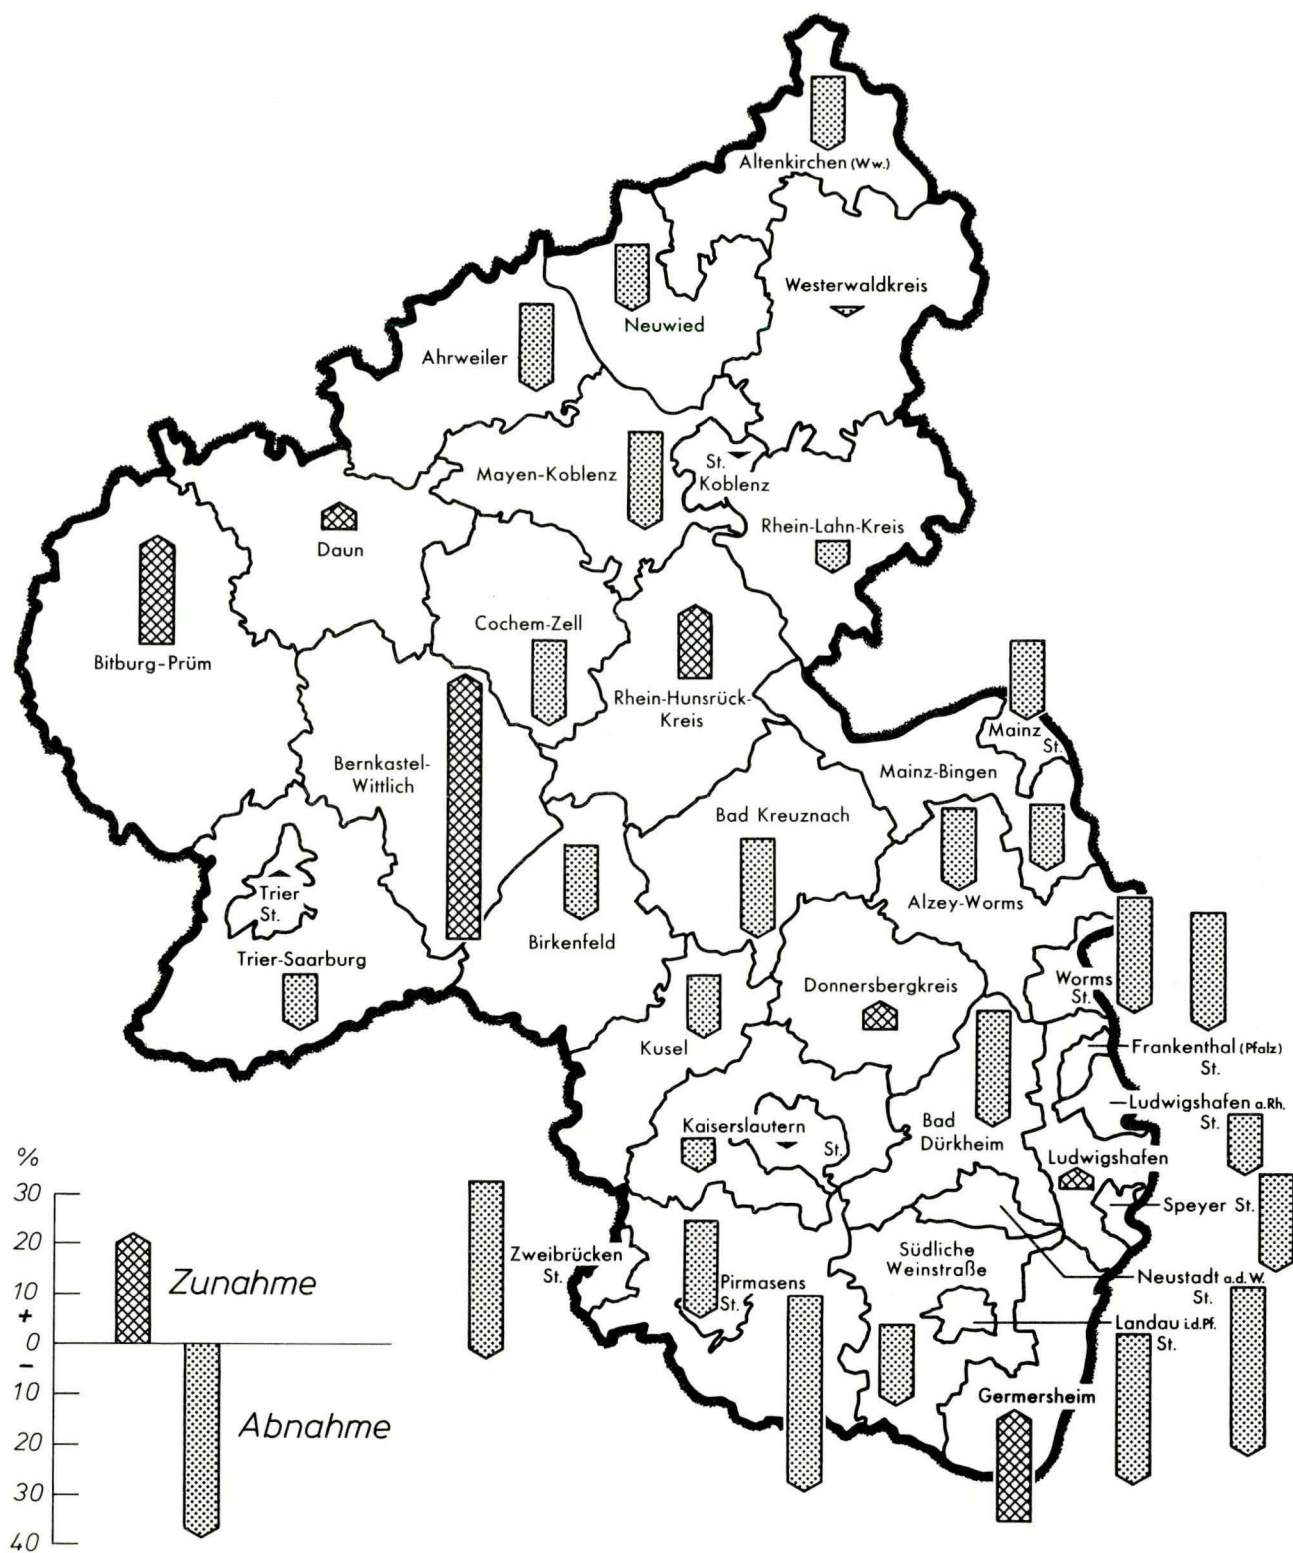 Altenkirchen (Ww.)
Westerwaldkreis
Neuwied
Ahrweiler
Mayen-Koblenz
St.
Koblenz
Rhein-Lahn-Kreis
Daun
Bitburg-Prüm
Cochem-Zell
Rhein-Hunsrück-
Kreis
Mainz
St.
Bernkastel-
Wittlich
Mainz-Bingen
Bad Kreuznach
Trier
St.
Alzey-Worms
Birkenfeld
Trier-Saarburg
Donnersbergkreis
Worms
St.
Kusel
Frankenthal (Pfalz)
St.
Ludwigshafen a.Rh.
St.
Kaiserslautern
St.
Bad
Dürkheim
Ludwigshafen
Speyer St.
Zweibrücken
St.
Pirmasens
St.
Südliche
Weinstraße
Neustadt a.d.W.
St.
Landau i.d.Pf.
St.
Germersheim
%
30
20
10
+
0
−
10
20
30
40
Zunahme
Abnahme